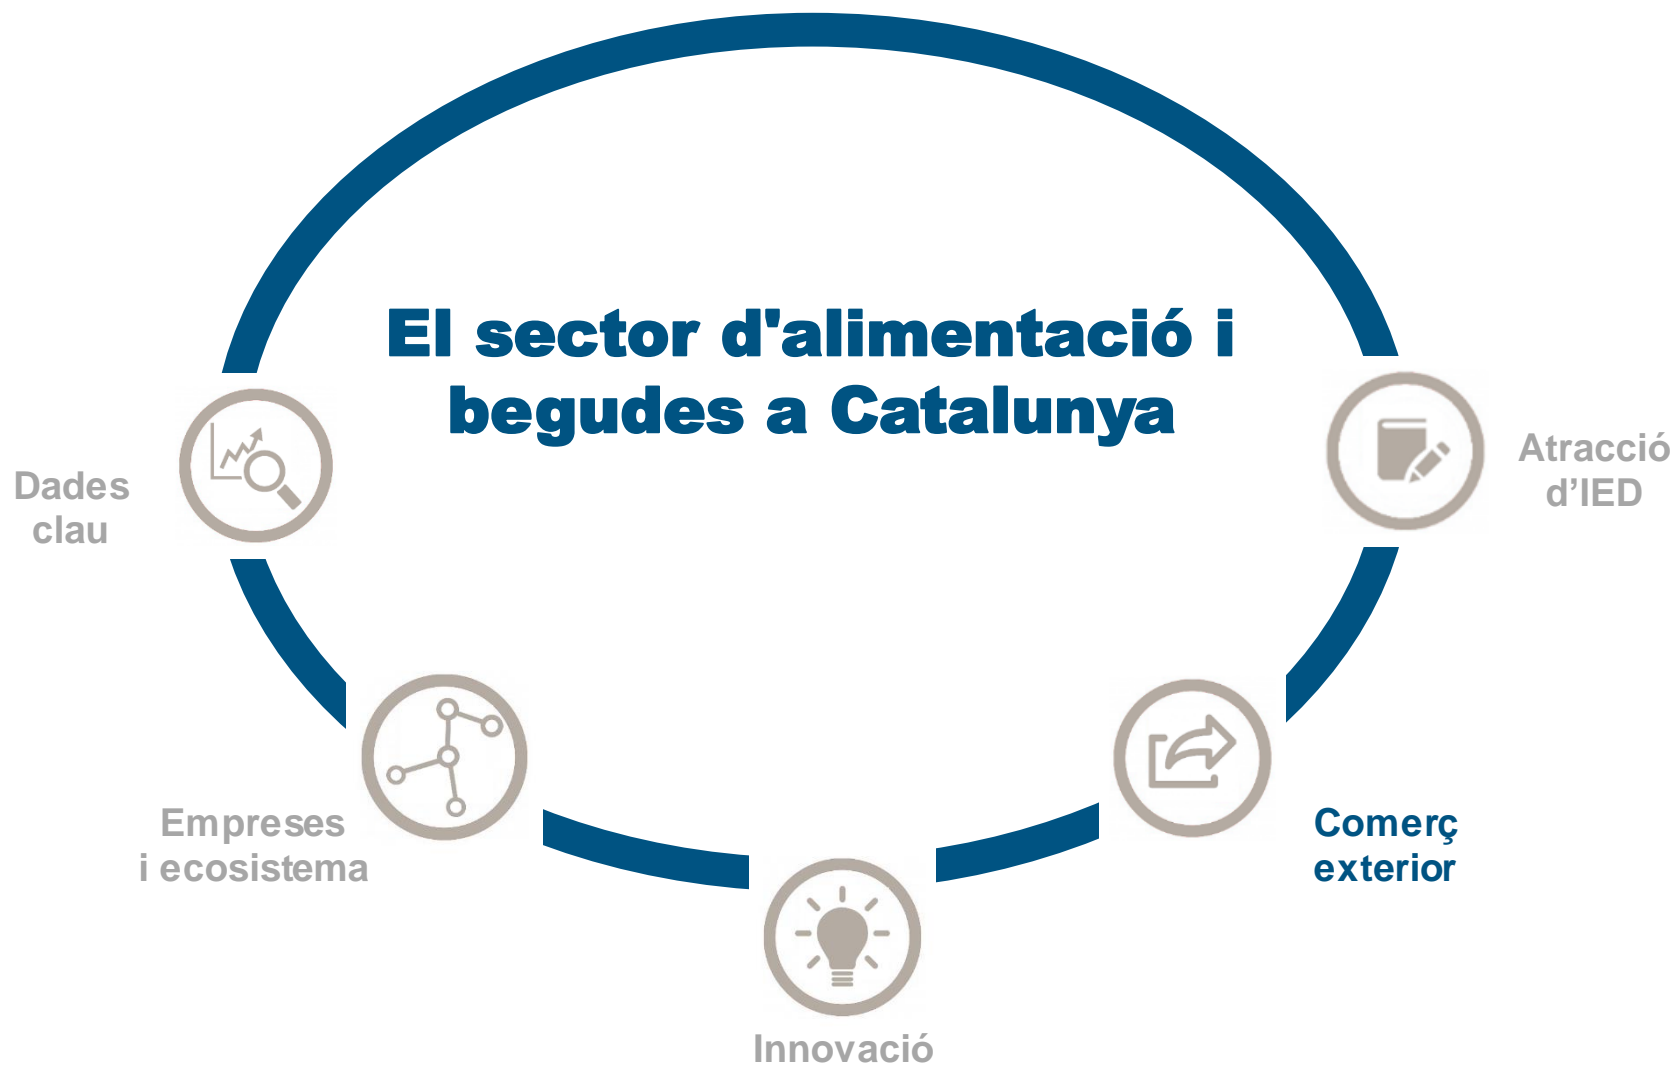 El sector d'alimentació i
begudes a Catalunya
Dades
clau
Empreses
i ecosistema
Innovació
Comerç
exterior
Atracció
d’IED